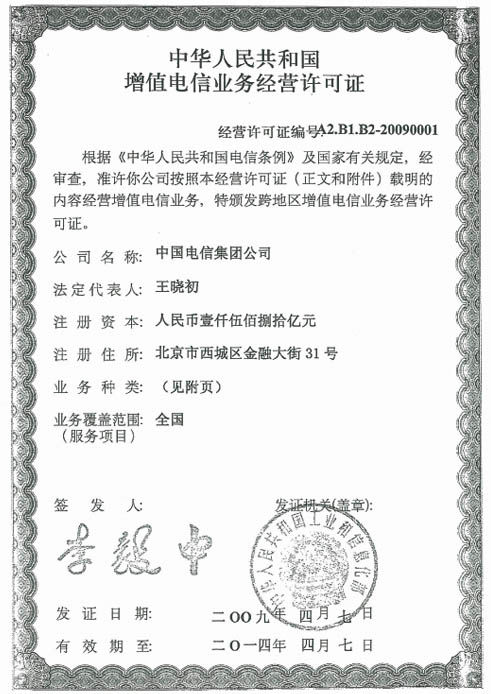 中华人民共和国
增值电信业务经营许可证
经营许可证编号:A2.B1.B2-20090001
根据《中华人民共和国电信条例》及国家有关规定，经
审查，准许你公司按照本经营许可证（正文和附件）载明的
内容经营增值电信业务，特颁发跨地区增值电信业务经营许
可证。
公司名称: 中国电信集团公司
法定代表人: 王晓初
注册资本: 人民币壹仟伍佰捌拾亿元
注册住所: 北京市西城区金融大街 31 号
业务种类: （见附页）
业务覆盖范围: 全国
（服务项目）
签发人: 发证机关(盖章):
李毅中
中华人民共和国工业和信息化部
发证日期: 二OO九年 四月七日
有效期至: 二O一四年 四月七日